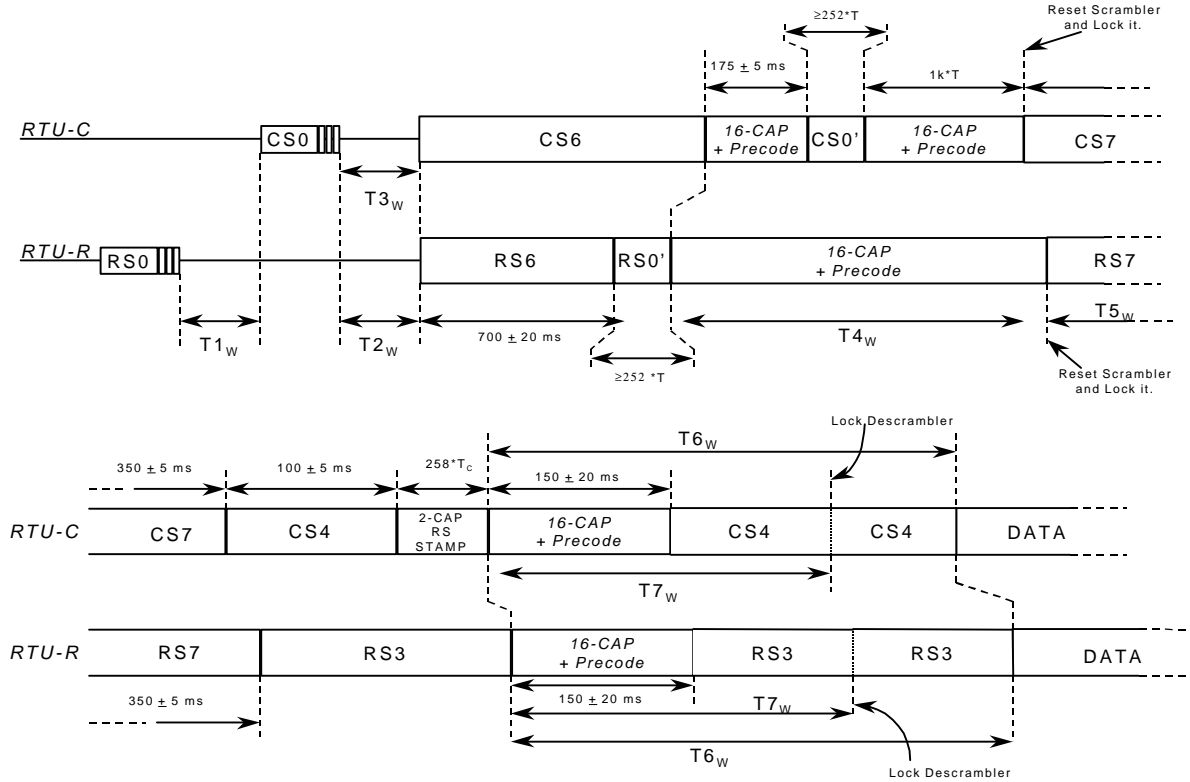 ≥252*T
Reset Scrambler
and Lock it.
175 ± 5 ms
1k*T
RTU-C
CS0
CS6
16-CAP
+ Precode
CS0'
16-CAP
+ Precode
CS7
T3W
RTU-R
RS0
RS6
RS0'
16-CAP
+ Precode
RS7
T1W
T2W
700 ± 20 ms
T4W
T5W
≥252 *T
Reset Scrambler
and Lock it.
Lock Descrambler
T6W
350 ± 5 ms
100 ± 5 ms
258*TC
150 ± 20 ms
RTU-C
CS7
CS4
2-CAP
RS
STAMP
16-CAP
+ Precode
CS4
CS4
DATA
T7W
RTU-R
RS7
RS3
16-CAP
+ Precode
RS3
RS3
DATA
350 ± 5 ms
150 ± 20 ms
T7W
T6W
Lock Descrambler